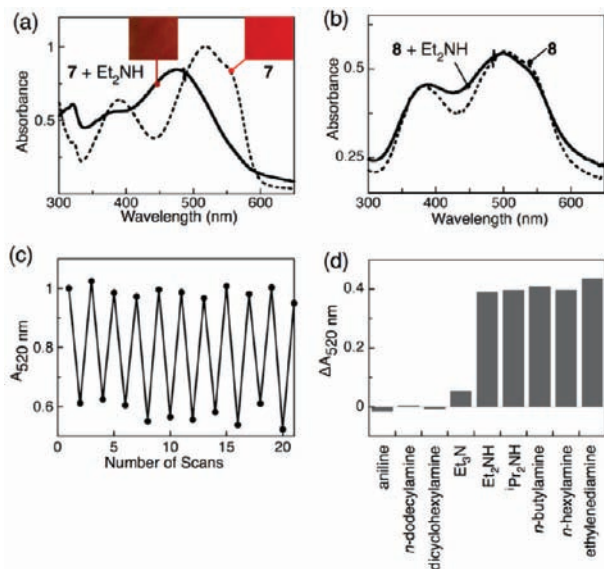 (a)
1
0.5
Absorbance
7 + Et₂NH
7
300 400 500 600
Wavelength (nm)
(b)
0.5
0.25
Absorbance
8 + Et₂NH
8
300 400 500 600
Wavelength (nm)
(c)
1
0.8
0.6
A520 nm
0 5 10 15 20
Number of Scans
(d)
0.4
0.2
0
ΔA520 nm
aniline
n-dodecylamine
dicyclohexylamine
Et₃N
Et₂NH
ⁱPr₂NH
n-butylamine
n-hexylamine
ethylenediamine